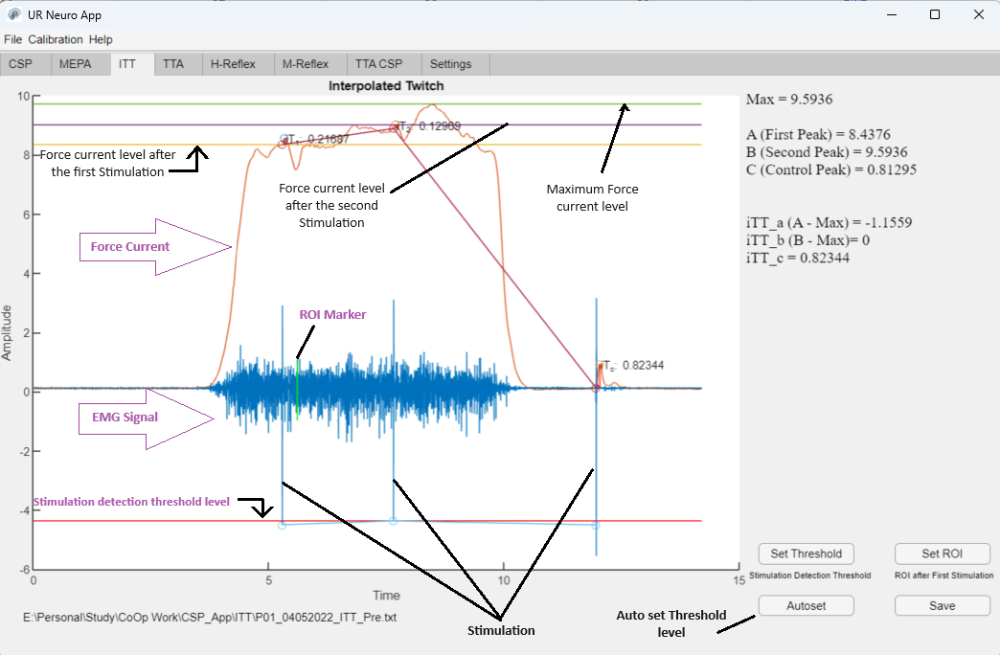 UR Neuro App
File Calibration Help
CSP MEPA ITT TTA H-Reflex M-Reflex TTA CSP Settings
Interpolated Twitch
10
8
6
4
2
0
-2
-4
-6
Amplitude
0 5 10 15
Time
iT₁: 0.21687
iT₂: 0.12969
iTc: 0.82344
Force current level after
the first Stimulation
Force current level
after the second
Stimulation
Maximum Force
current level
Force Current
ROI Marker
EMG Signal
Stimulation detection threshold level
Stimulation
Max = 9.5936
A (First Peak) = 8.4376
B (Second Peak) = 9.5936
C (Control Peak) = 0.81295
iTT_a (A - Max) = -1.1559
iTT_b (B - Max)= 0
iTT_c = 0.82344
Set Threshold Set ROI
Stimulation Detection Threshold ROI after First Stimulation
Autoset Save
Auto set Threshold
level
E:\Personal\Study\CoOp Work\CSP_App\ITT\P01_04052022_ITT_Pre.txt